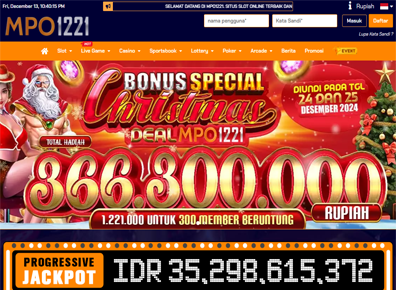 Fri, December 13, 10:40:15 PM
SELAMAT DATANG DI MPO1221. SITUS SLOT ONLINE TERBAIK DAN
Rupiah
MPO1221
nama pengguna*
Kata Sandi*
Masuk
Daftar
Lupa Kata Sandi ?
Slot
HOT
Live Game
Casino
Sportsbook
Lottery
Poker
Arcade
Berita
Promosi
EVENT
BONUS SPECIAL
Christmas
DEAL MPO1221
DIUNDI PADA TGL
24 DAN 25
DESEMBER 2024
TOTAL HADIAH
366.300.000
RUPIAH
1.221.000 UNTUK 300 MEMBER BERUNTUNG
PROGRESSIVE
JACKPOT
IDR 35,298,615,372